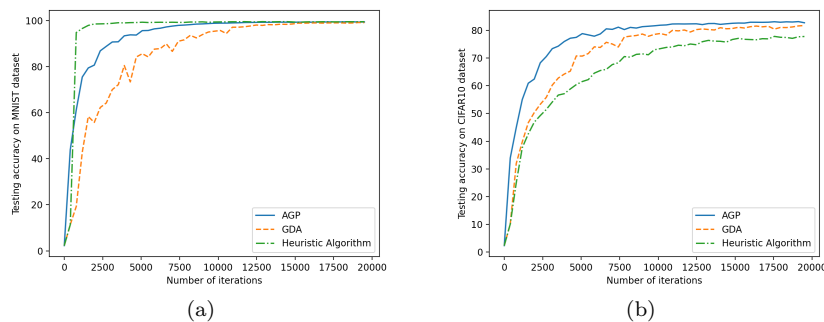 Testing accuracy on MNIST dataset
100
80
60
40
20
0
AGP
GDA
Heuristic Algorithm
0 2500 5000 7500 10000 12500 15000 17500 20000
Number of iterations
(a)
Testing accuracy on CIFAR10 dataset
80
70
60
50
40
30
20
10
0
AGP
GDA
Heuristic Algorithm
0 2500 5000 7500 10000 12500 15000 17500 20000
Number of iterations
(b)